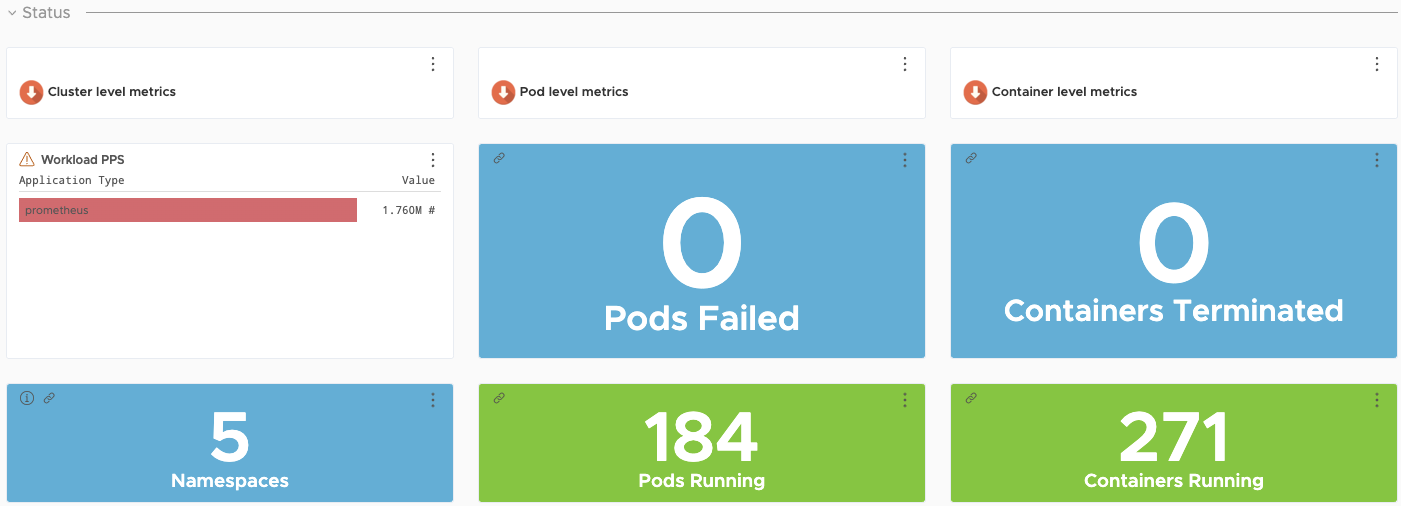 Status
Cluster level metrics
Pod level metrics
Container level metrics
Workload PPS
Application Type Value
prometheus 1.760M #
0
Pods Failed
0
Containers Terminated
5
Namespaces
184
Pods Running
271
Containers Running